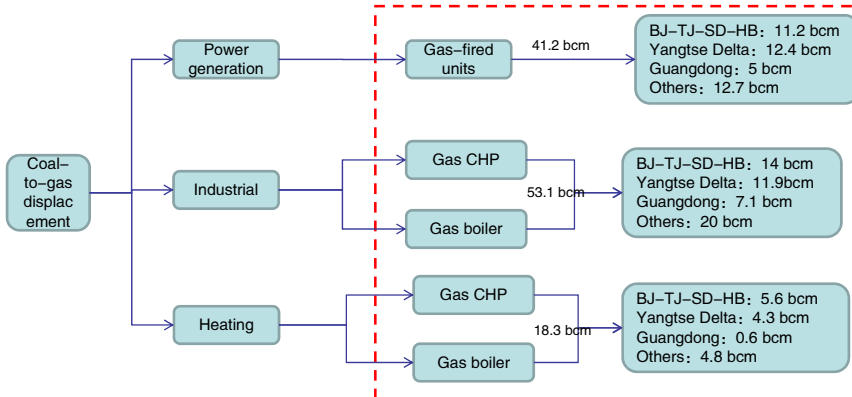 Coal–
to–gas
displac
ement
Power
generation
Industrial
Heating
Gas–fired
units
Gas CHP
Gas boiler
Gas CHP
Gas boiler
41.2 bcm
53.1 bcm
18.3 bcm
BJ–TJ–SD–HB：11.2 bcm
Yangtse Delta：12.4 bcm
Guangdong：5 bcm
Others：12.7 bcm
BJ–TJ–SD–HB：14 bcm
Yangtse Delta：11.9bcm
Guangdong：7.1 bcm
Others：20 bcm
BJ–TJ–SD–HB：5.6 bcm
Yangtse Delta：4.3 bcm
Guangdong：0.6 bcm
Others：4.8 bcm